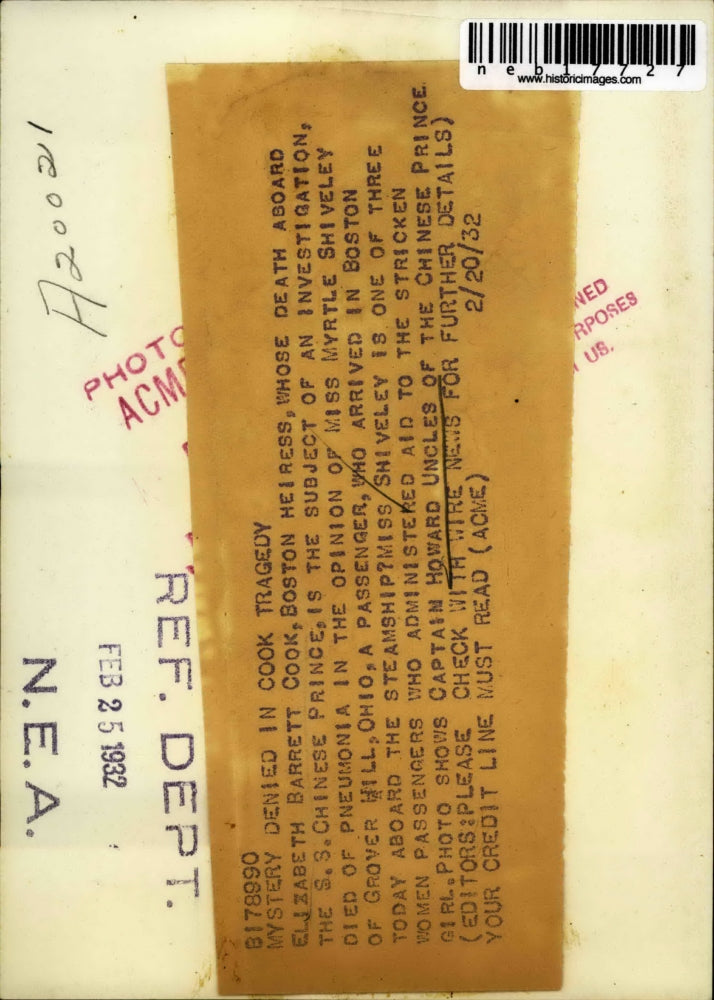 neb17727
www.historicimages.com
A20021
PHOTO
ACM
NED
RPOSES
US.
B178990
MYSTERY DENIED IN COOK TRAGEDY
ELIZABETH BARRETT COOK, BOSTON HEIRESS, WHOSE DEATH ABOARD
THE S.S. CHINESE PRINCE, IS THE SUBJECT OF AN INVESTIGATION,
DIED OF PNEUMONIA IN THE OPINION OF MISS MYRTLE SHIVELEY
OF GROVER HILL, OHIO, A PASSENGER, WHO ARRIVED IN BOSTON
TODAY ABOARD THE STEAMSHIP? MISS SHIVELEY IS ONE OF THREE
WOMEN PASSENGERS WHO ADMINISTERED AID TO THE STRICKEN
GIRL. PHOTO SHOWS CAPTAIN HOWARD UNCLES OF THE CHINESE PRINCE
(EDITORS: PLEASE CHECK WITH WIRE NEWS FOR FURTHER DETAILS)
YOUR CREDIT LINE MUST READ (ACME) 2/20/32
REF. DEPT.
FEB 25 1932
N.E.A.